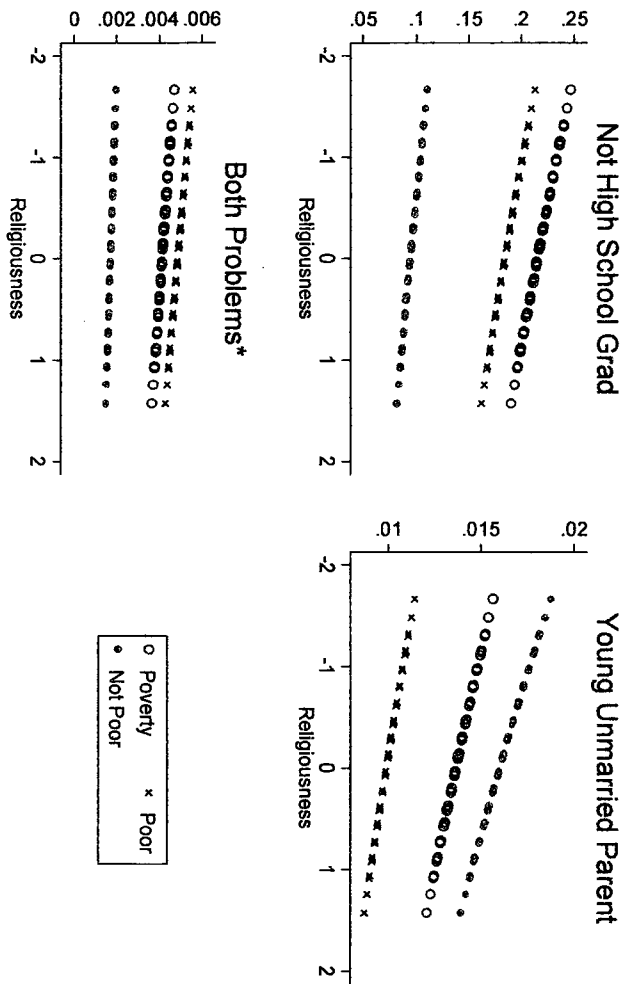 Not High School Grad
.05 .1 .15 .2 .25
-2 -1 0 1 2
Religiousness
Young Unmarried Parent
.01 .015 .02
-2 -1 0 1 2
Religiousness
Both Problems*
0 .002 .004 .006
-2 -1 0 1 2
Religiousness
Poverty Poor
Not Poor